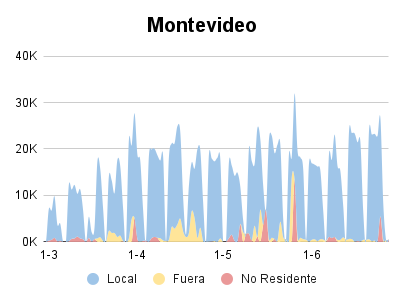 Montevideo
40K
30K
20K
10K
0K
1-3 1-4 1-5 1-6
Local Fuera No Residente